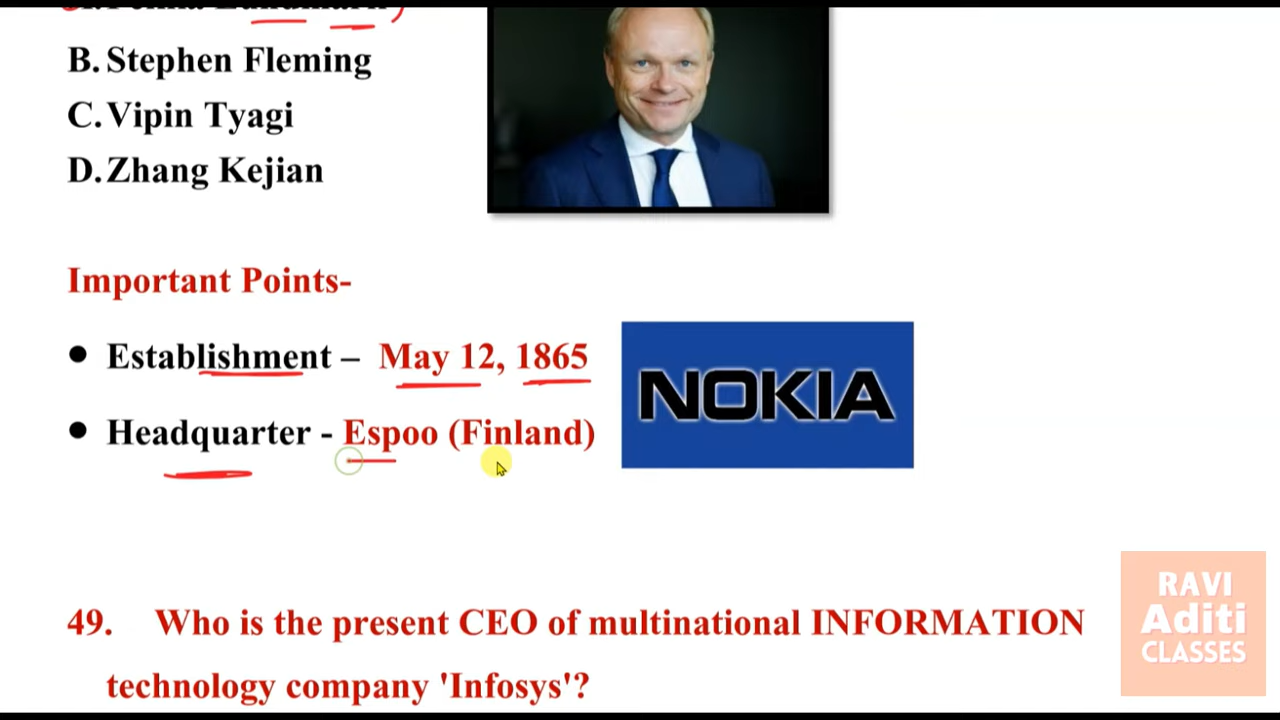 B. Stephen Fleming
C. Vipin Tyagi
D. Zhang Kejian
Important Points-
● Establishment – May 12, 1865
● Headquarter - Espoo (Finland)
NOKIA
49. Who is the present CEO of multinational INFORMATION
technology company 'Infosys'?
RAVI
Aditi
CLASSES